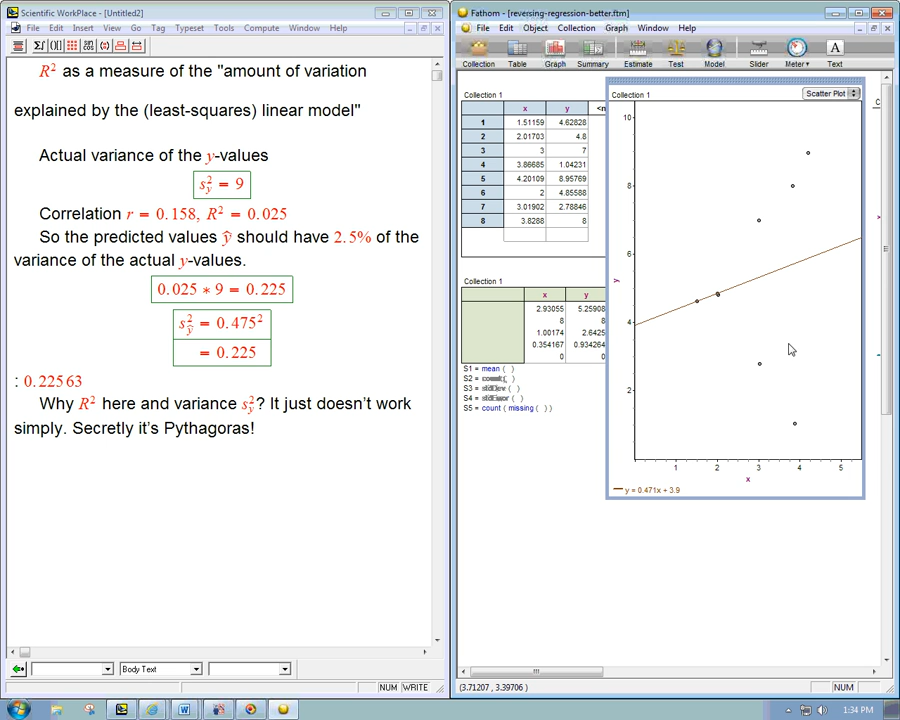 Scientific WorkPlace - [Untitled2]
File Edit Insert View Go Tag Tools Compute Window Help
R² as a measure of the "amount of variation
explained by the (least-squares) linear model"
Actual variance of the y-values
s_y² = 9
Correlation r = 0.158, R² = 0.025
So the predicted values ŷ should have 2.5% of the
variance of the actual y-values.
0.025 * 9 = 0.225
s_ŷ² = 0.475²
= 0.225
: 0.22563
Why R² here and variance s_y²? It just doesn't work
simply. Secretly it's Pythagoras!
Body Text
NUM WRITE
Fathom - [reversing-regression-better.ftm]
File Edit Object Collection Graph Window Help
Collection Table Graph Summary Estimate Test Model Slider Meter Text
Collection 1
x y <n
1 1.51159 4.62828
2 2.01703 4.8
3 3 7
4 3.86685 1.04231
5 4.20109 8.95769
6 2 4.85588
7 3.01902 2.78846
8 3.8288 8
Collection 1
x y
2.93055 5.25908
8 8
1.00174 2.6425
0.354167 0.934264
0 0
S1 = mean ( )
S2 = count ( )
S3 = stdDev ( )
S4 = stdError ( )
S5 = count ( missing ( ) )
Collection 1
Scatter Plot
10
8
6
4
2
y
1 2 3 4 5
x
y = 0.471x + 3.9
C
(3.71207 , 3.39706 )
NUM
1:34 PM